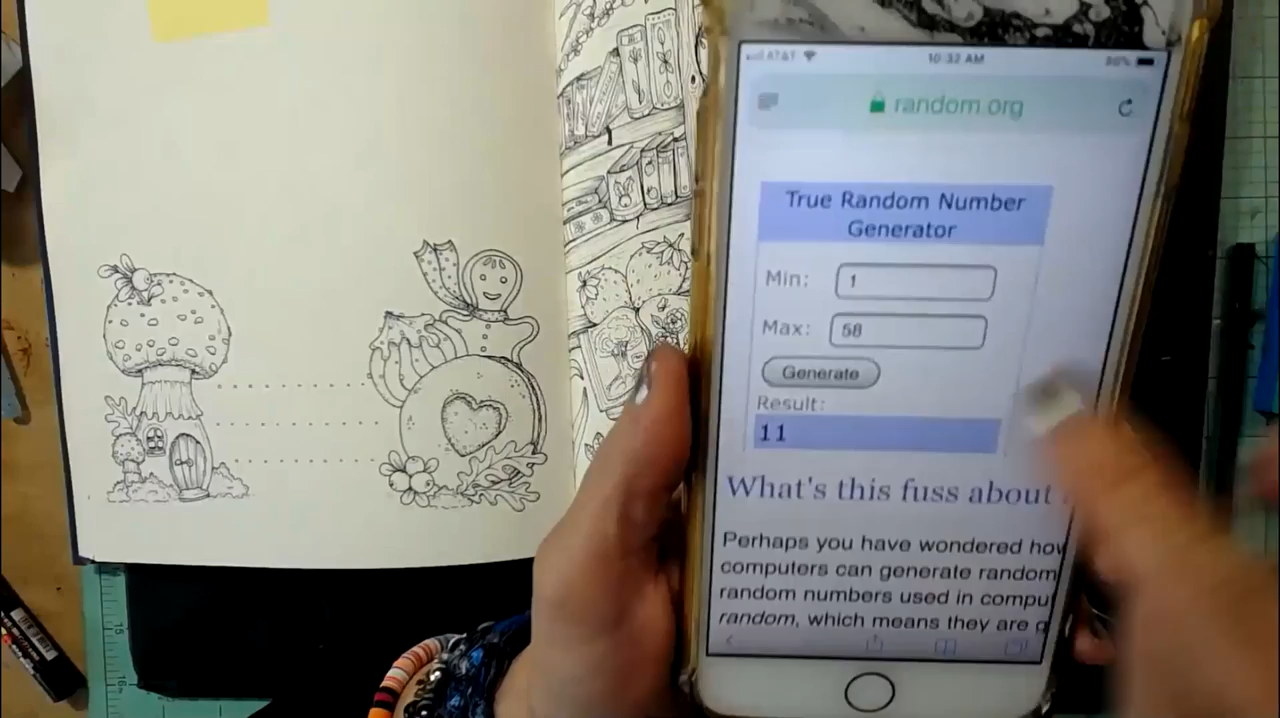 AT&T
10:32 AM
random.org
True Random Number
Generator
Min: 1
Max: 58
Generate
Result:
11
What's this fuss about
Perhaps you have wondered how
computers can generate random
random numbers used in compu
random, which means they are
15
16